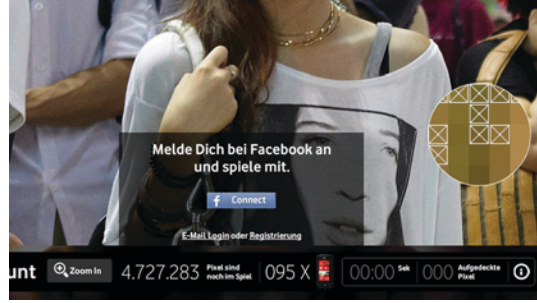 Melde Dich bei Facebook an
und spiele mit.
f Connect
E-Mail Login oder Registrierung
unt Zoom In 4.727.283 Pixel sind noch im Spiel 095 X 00:00 Sek 000 Aufgedeckte Pixel i